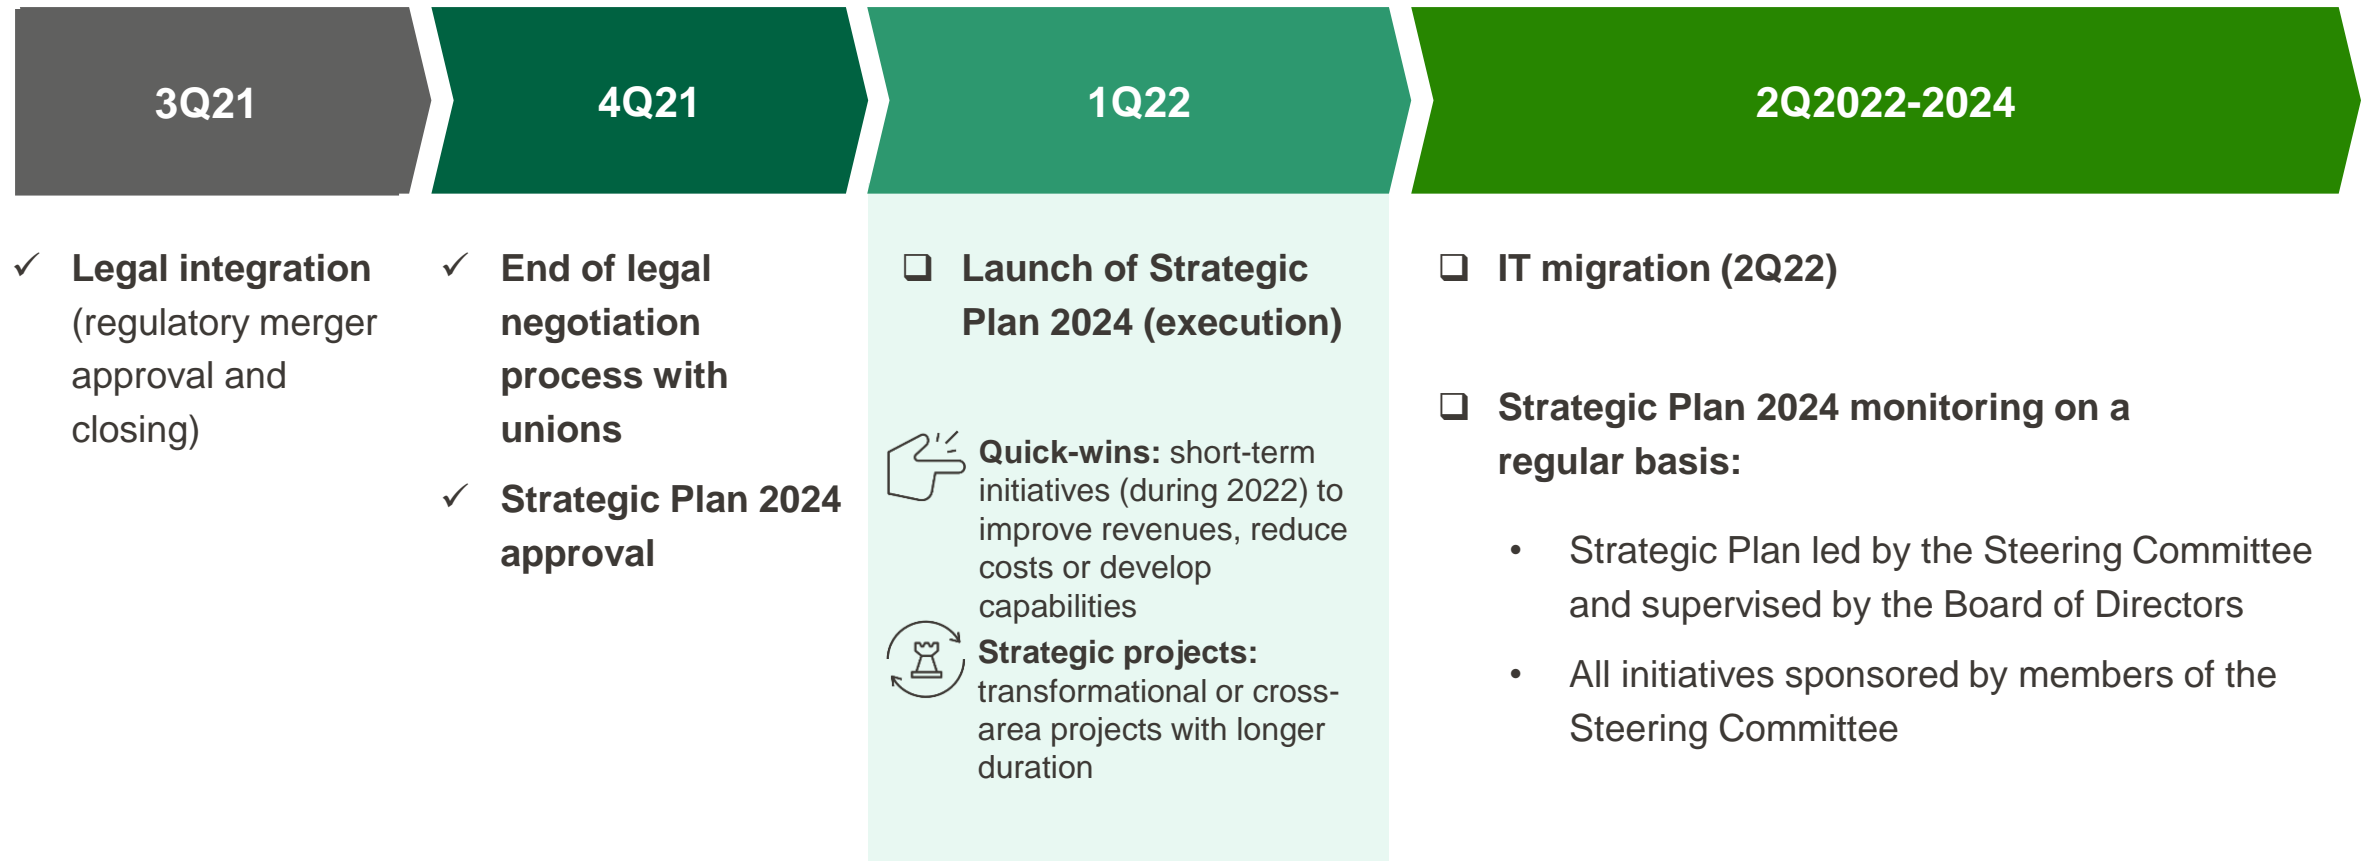 3Q21
4Q21
1Q22
2Q2022-2024
✓ Legal integration
(regulatory merger
approval and
closing)
✓ End of legal
negotiation
process with
unions
✓ Strategic Plan 2024
approval
❑ Launch of Strategic
Plan 2024 (execution)
Quick-wins: short-term
initiatives (during 2022) to
improve revenues, reduce
costs or develop
capabilities
Strategic projects:
transformational or cross-
area projects with longer
duration
❑ IT migration (2Q22)
❑ Strategic Plan 2024 monitoring on a
regular basis:
• Strategic Plan led by the Steering Committee
and supervised by the Board of Directors
• All initiatives sponsored by members of the
Steering Committee